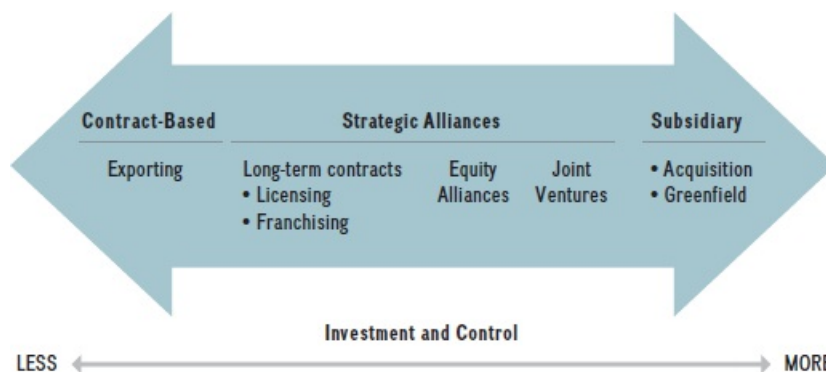 Contract-Based Strategic Alliances Subsidiary
Exporting Long-term contracts Equity Joint • Acquisition
• Licensing Alliances Ventures • Greenfield
• Franchising
Investment and Control
LESS MORE